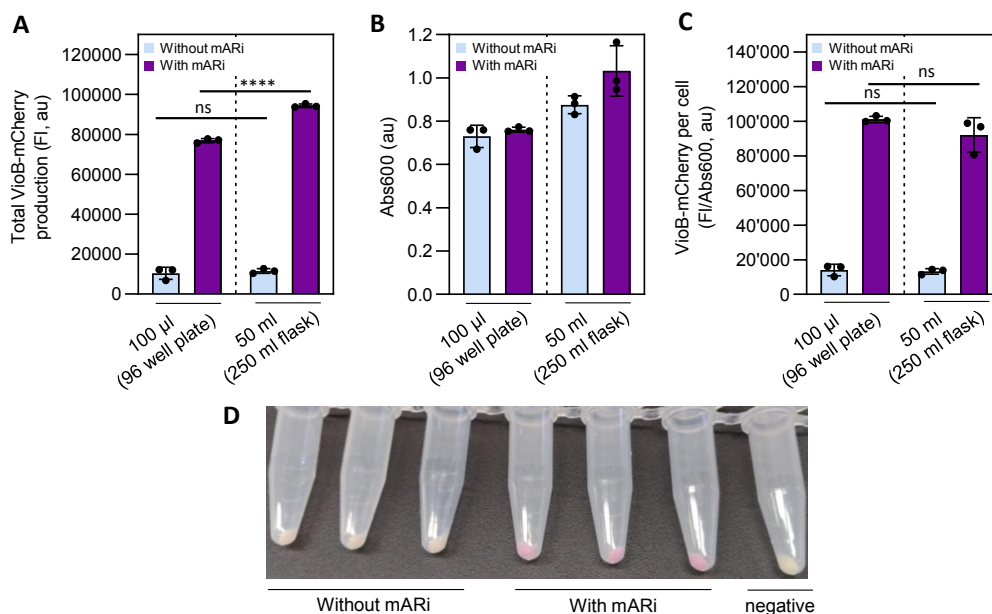 A
Total VioB-mCherry
production (FI, au)
120000
100000
80000
60000
40000
20000
0
Without mARi
With mARi
****
ns
100 µl
(96 well plate)
50 ml
(250 ml flask)
B
Abs600 (au)
1.0
0.8
0.6
0.4
0.2
0.0
Without mARi
With mARi
100 µl
(96 well plate)
50 ml
(250 ml flask)
C
VioB-mCherry per cell
(FI/Abs600, au)
140'000
120'000
100'000
80'000
60'000
40'000
20'000
0
Without mARi
With mARi
ns
ns
100 µl
(96 well plate)
50 ml
(250 ml flask)
D
Without mARi
With mARi
negative